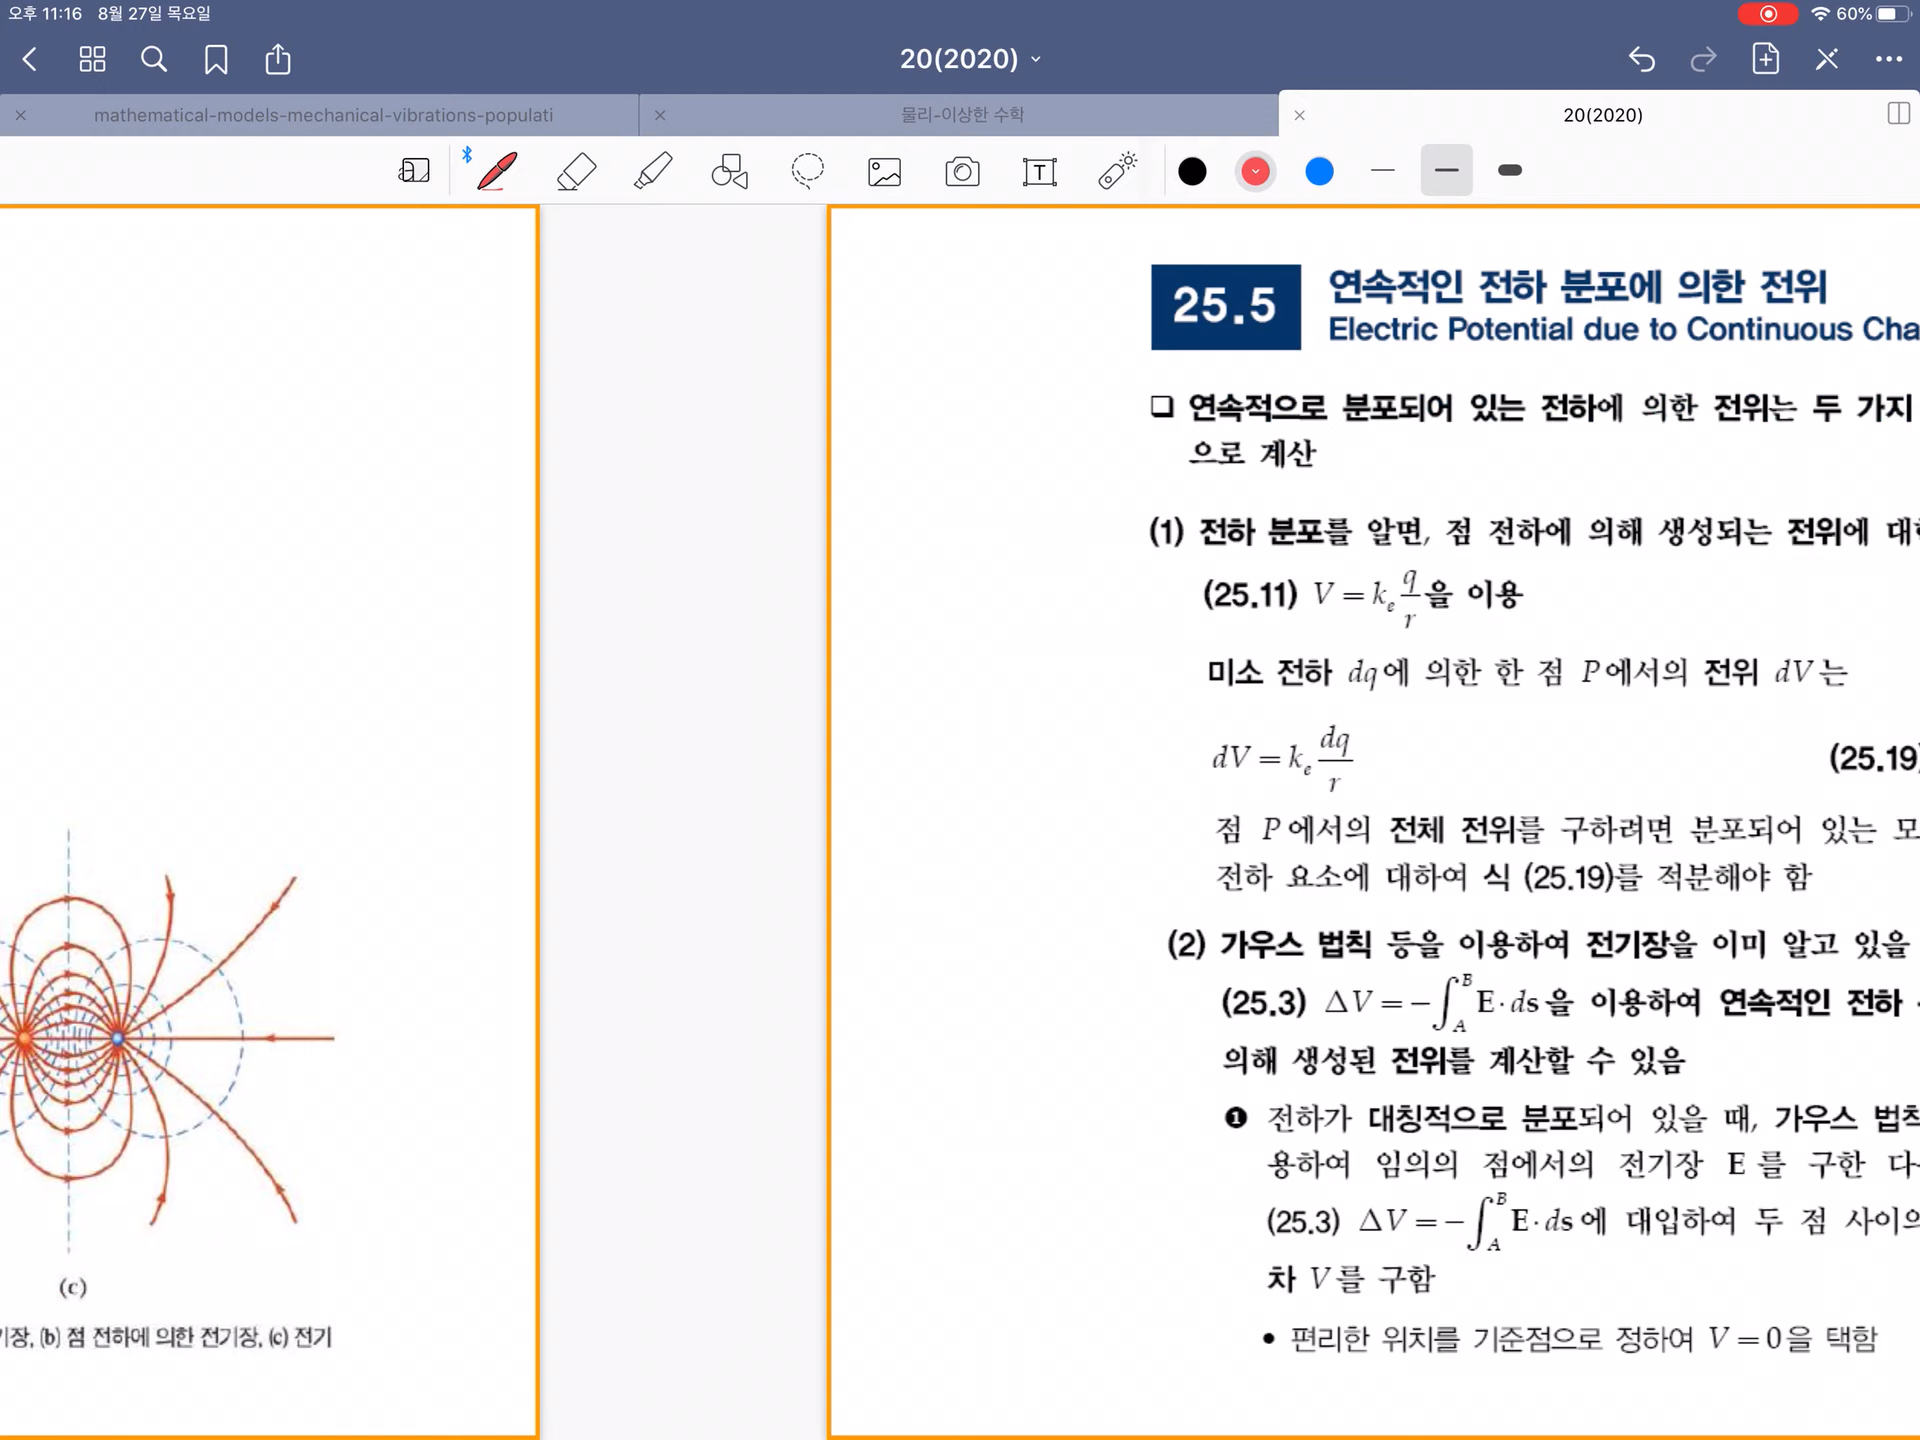 오후 11:16 8월 27일 목요일
60%
20(2020)
mathematical-models-mechanical-vibrations-populati
물리-이상한 수학
20(2020)
T
25.5
연속적인 전하 분포에 의한 전위
Electric Potential due to Continuous Cha
❑ 연속적으로 분포되어 있는 전하에 의한 전위는 두 가지
으로 계산
(1) 전하 분포를 알면, 점 전하에 의해 생성되는 전위에 대한
(25.11) V = kₑ q/r 을 이용
미소 전하 dq에 의한 한 점 P에서의 전위 dV는
dV = kₑ dq/r (25.19)
점 P에서의 전체 전위를 구하려면 분포되어 있는 모
전하 요소에 대하여 식 (25.19)를 적분해야 함
(2) 가우스 법칙 등을 이용하여 전기장을 이미 알고 있을
(25.3) ΔV = −∫_A^B E · ds 을 이용하여 연속적인 전하
의해 생성된 전위를 계산할 수 있음
❶ 전하가 대칭적으로 분포되어 있을 때, 가우스 법칙
용하여 임의의 점에서의 전기장 E를 구한 다
(25.3) ΔV = −∫_A^B E · ds 에 대입하여 두 점 사이의
차 V를 구함
• 편리한 위치를 기준점으로 정하여 V = 0을 택함
(c)
기장, (b) 점 전하에 의한 전기장, (c) 전기